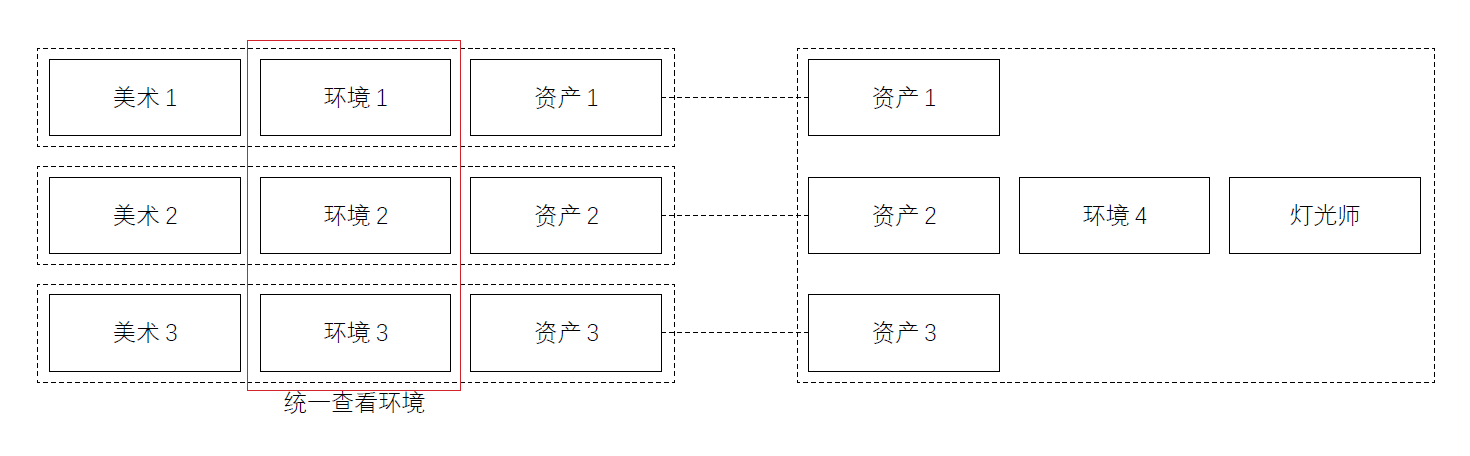 美术 1
环境 1
资产 1
资产 1
美术 2
环境 2
资产 2
资产 2
环境 4
灯光师
美术 3
环境 3
资产 3
资产 3
统一查看环境